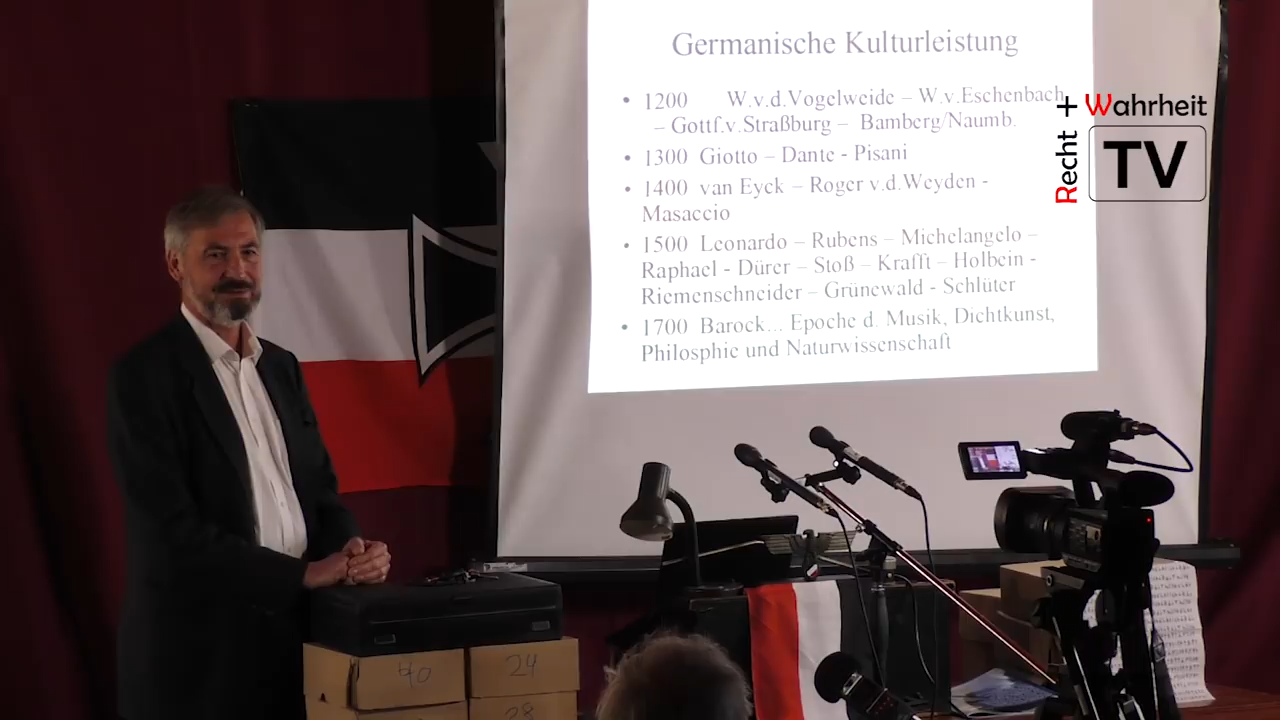 Germanische Kulturleistung
• 1200 W.v.d.Vogelweide – W.v.Eschenbach
– Gottf.v.Straßburg – Bamberg/Naumb.
• 1300 Giotto – Dante - Pisani
• 1400 van Eyck – Roger v.d.Weyden -
Masaccio
• 1500 Leonardo – Rubens – Michelangelo –
Raphael - Dürer – Stoß – Krafft – Holbein -
Riemenschneider – Grünewald - Schlüter
• 1700 Barock... Epoche d. Musik, Dichtkunst,
Philosphie und Naturwissenschaft
Recht + Wahrheit
TV
40
24
28